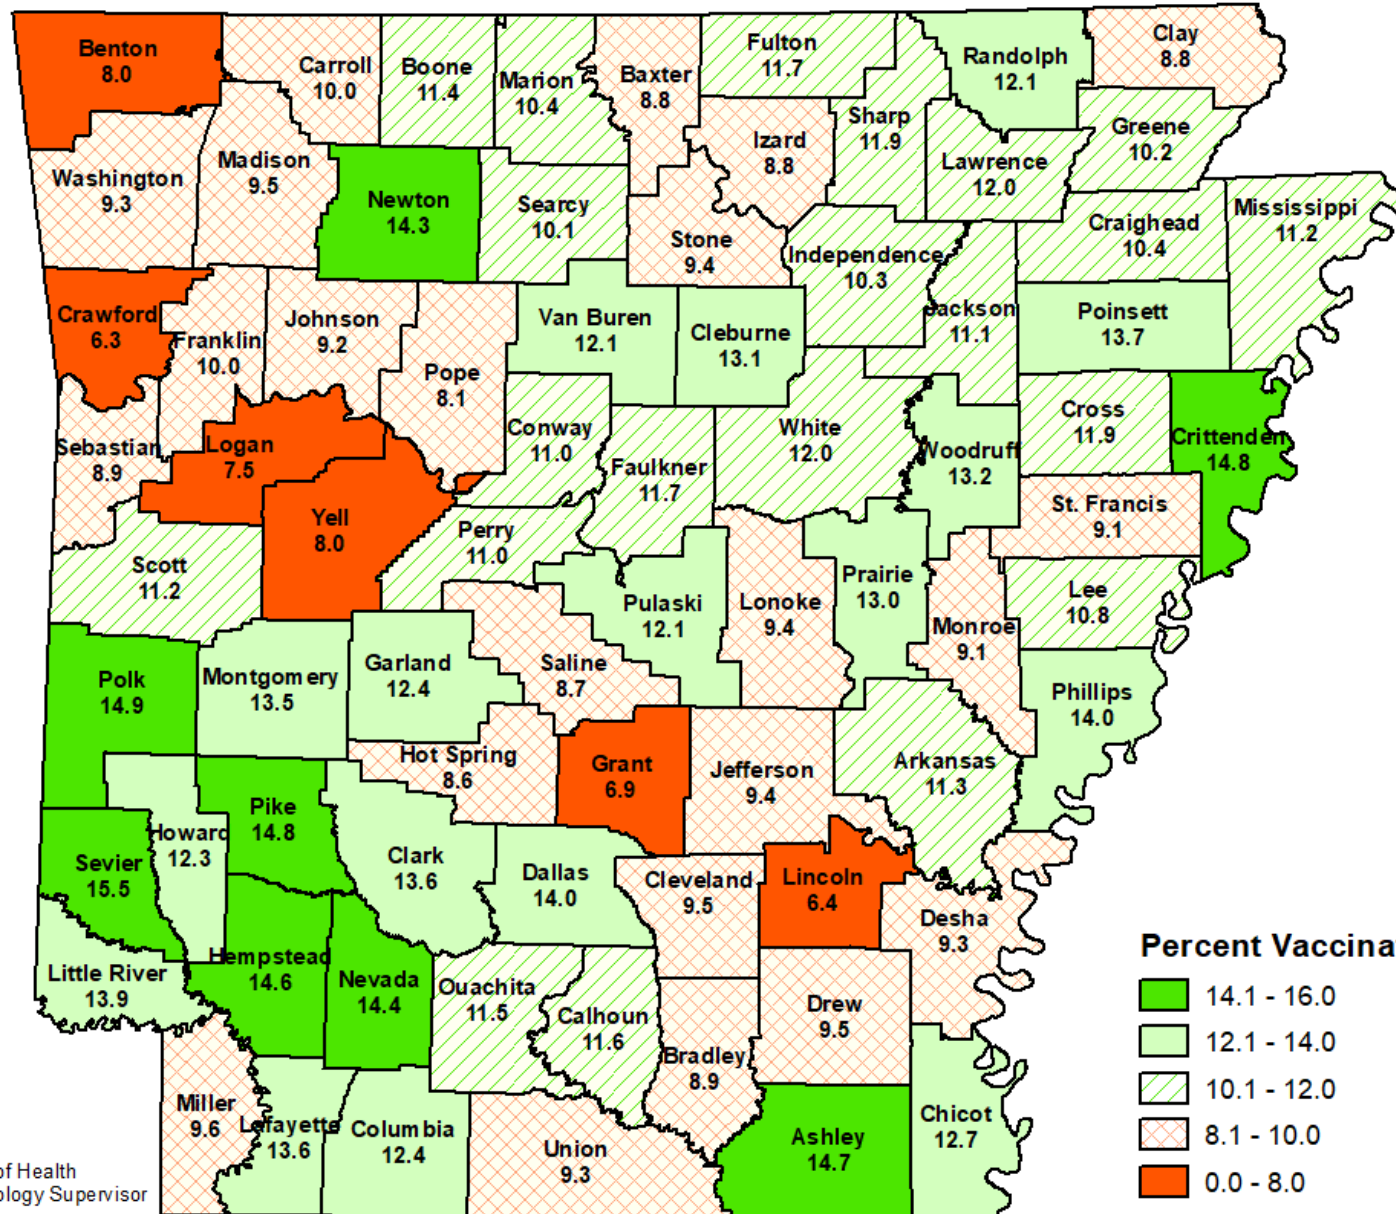 Benton
8.0
Carroll
10.0
Boone
11.4
Marion
10.4
Baxter
8.8
Fulton
11.7
Randolph
12.1
Clay
8.8
Washington
9.3
Madison
9.5
Newton
14.3
Searcy
10.1
Stone
9.4
Izard
8.8
Sharp
11.9
Lawrence
12.0
Greene
10.2
Craighead
10.4
Mississippi
11.2
Independence
10.3
Jackson
11.1
Poinsett
13.7
Crawford
6.3
Franklin
10.0
Johnson
9.2
Pope
8.1
Van Buren
12.1
Cleburne
13.1
Sebastian
8.9
Logan
7.5
Conway
11.0
Faulkner
11.7
White
12.0
Woodruff
13.2
Cross
11.9
Crittenden
14.8
St. Francis
9.1
Scott
11.2
Yell
8.0
Perry
11.0
Pulaski
12.1
Lonoke
9.4
Prairie
13.0
Monroe
9.1
Lee
10.8
Polk
14.9
Montgomery
13.5
Garland
12.4
Saline
8.7
Phillips
14.0
Hot Spring
8.6
Grant
6.9
Jefferson
9.4
Arkansas
11.3
Sevier
15.5
Howard
12.3
Pike
14.8
Clark
13.6
Dallas
14.0
Cleveland
9.5
Lincoln
6.4
Desha
9.3
Little River
13.9
Hempstead
14.6
Nevada
14.4
Ouachita
11.5
Calhoun
11.6
Bradley
8.9
Drew
9.5
Miller
9.6
Lafayette
13.6
Columbia
12.4
Union
9.3
Ashley
14.7
Chicot
12.7
Percent Vaccina
14.1 - 16.0
12.1 - 14.0
10.1 - 12.0
8.1 - 10.0
0.0 - 8.0
of Health
ology Supervisor